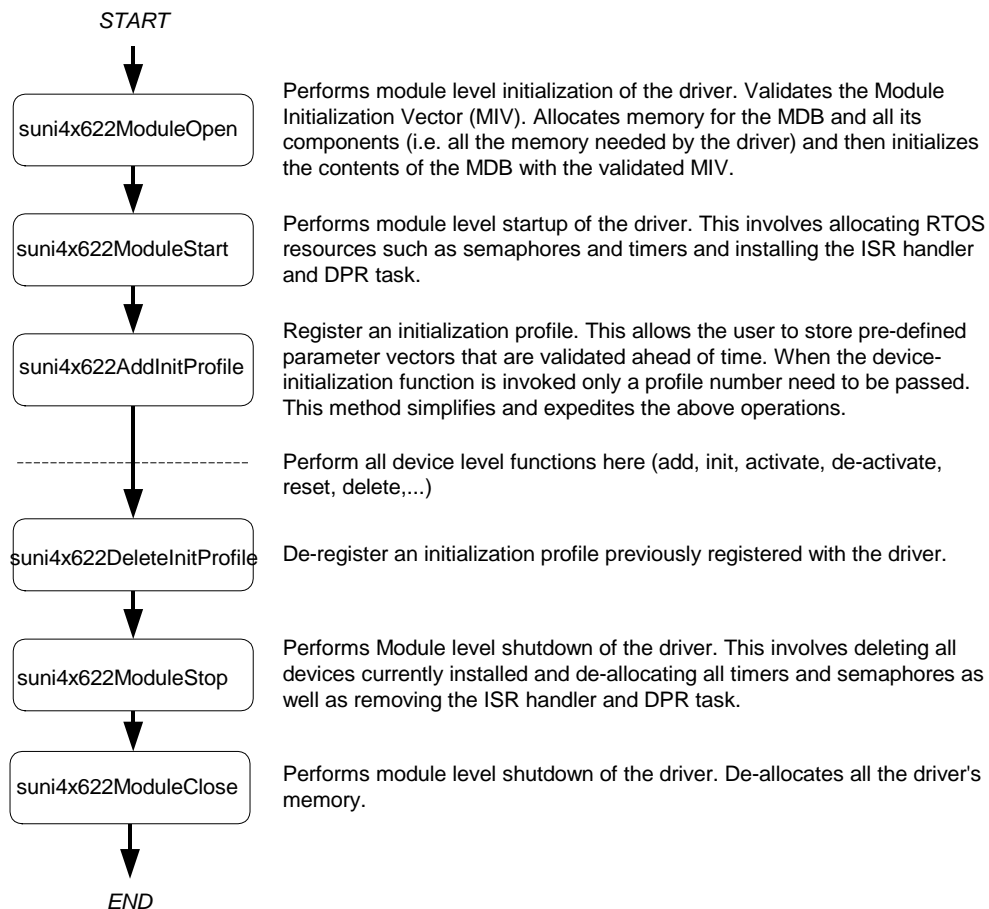 START
suni4x622ModuleOpen
Performs module level initialization of the driver. Validates the Module
Initialization Vector (MIV). Allocates memory for the MDB and all its
components (i.e. all the memory needed by the driver) and then initializes
the contents of the MDB with the validated MIV.
suni4x622ModuleStart
Performs module level startup of the driver. This involves allocating RTOS
resources such as semaphores and timers and installing the ISR handler
and DPR task.
suni4x622AddInitProfile
Register an initialization profile. This allows the user to store pre-defined
parameter vectors that are validated ahead of time. When the device-
initialization function is invoked only a profile number need to be passed.
This method simplifies and expedites the above operations.
Perform all device level functions here (add, init, activate, de-activate,
reset, delete,...)
suni4x622DeleteInitProfile
De-register an initialization profile previously registered with the driver.
suni4x622ModuleStop
Performs Module level shutdown of the driver. This involves deleting all
devices currently installed and de-allocating all timers and semaphores as
well as removing the ISR handler and DPR task.
suni4x622ModuleClose
Performs module level shutdown of the driver. De-allocates all the driver's
memory.
END